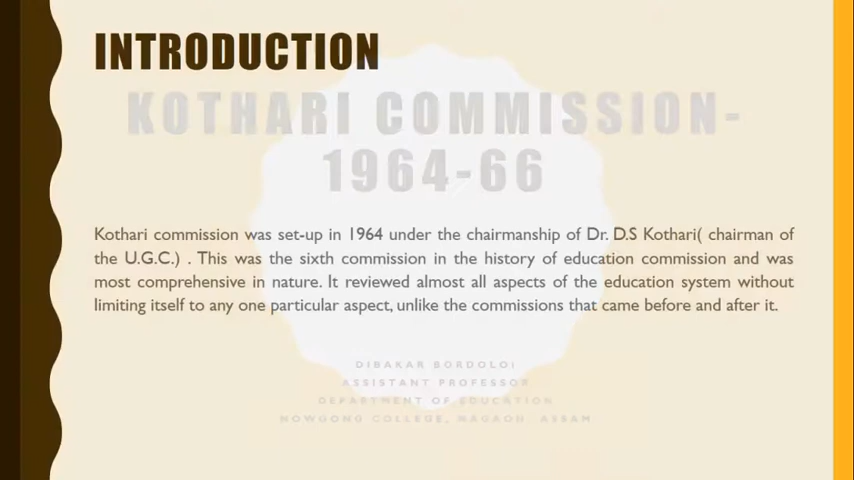 INTRODUCTION
KOTHARI COMMISSION-
1964-66
Kothari commission was set-up in 1964 under the chairmanship of Dr. D.S Kothari( chairman of
the U.G.C.) . This was the sixth commission in the history of education commission and was
most comprehensive in nature. It reviewed almost all aspects of the education system without
limiting itself to any one particular aspect, unlike the commissions that came before and after it.
DIBAKAR BORDOLOI
ASSISTANT PROFESSOR
DEPARTMENT OF EDUCATION
NOWGONG COLLEGE, NAGAON, ASSAM